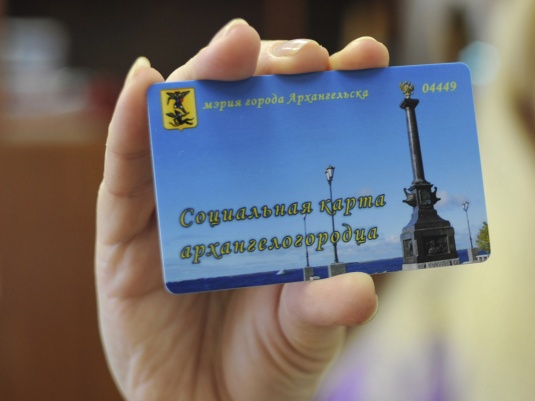 мэрия города Архангельска
04449
Социальная карта
архангелогородца